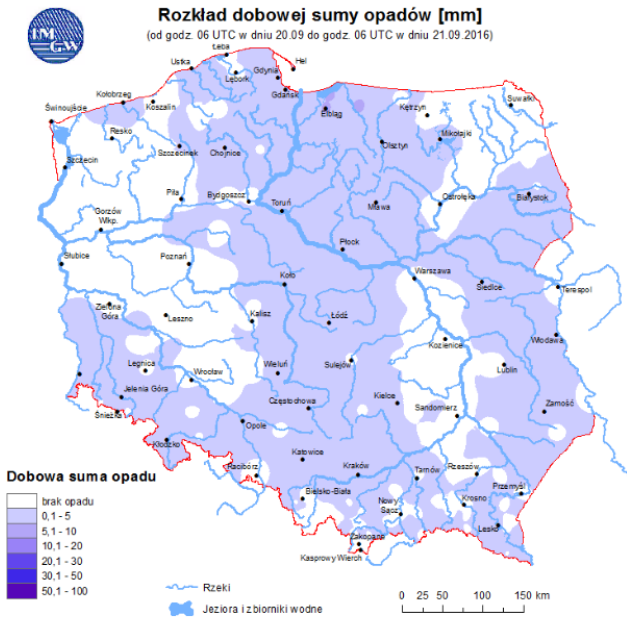 Rozkład dobowej sumy opadów [mm]
(od godz. 06 UTC w dniu 20.09 do godz. 06 UTC w dniu 21.09.2016)
IM
GW
Łeba
Hel
Ustka
Lębork
Gdynia
Gdańsk
Kołobrzeg
Koszalin
Elbląg
Kętrzyn
Suwałki
Świnoujście
Resko
Mikołajki
Olsztyn
Szczecin
Szczecinek
Chojnice
Piła
Bydgoszcz
Toruń
Mława
Ostrołęka
Białystok
Gorzów
Wlkp.
Płock
Słubice
Poznań
Koło
Warszawa
Siedlce
Terespol
Zielona
Góra
Leszno
Kalisz
Łódź
Kozienice
Włodawa
Legnica
Wrocław
Wieluń
Sulejów
Lublin
Jelenia Góra
Śnieżka
Częstochowa
Kielce
Sandomierz
Zamość
Opole
Kłodzko
Katowice
Racibórz
Kraków
Tarnów
Rzeszów
Przemyśl
Bielsko-Biała
Nowy
Sącz
Krosno
Lesko
Zakopane
Kasprowy Wierch
Dobowa suma opadu
brak opadu
0,1 - 5
5,1 - 10
10,1 - 20
20,1 - 30
30,1 - 50
50,1 - 100
Rzeki
Jeziora i zbiorniki wodne
0 25 50 100 150 km